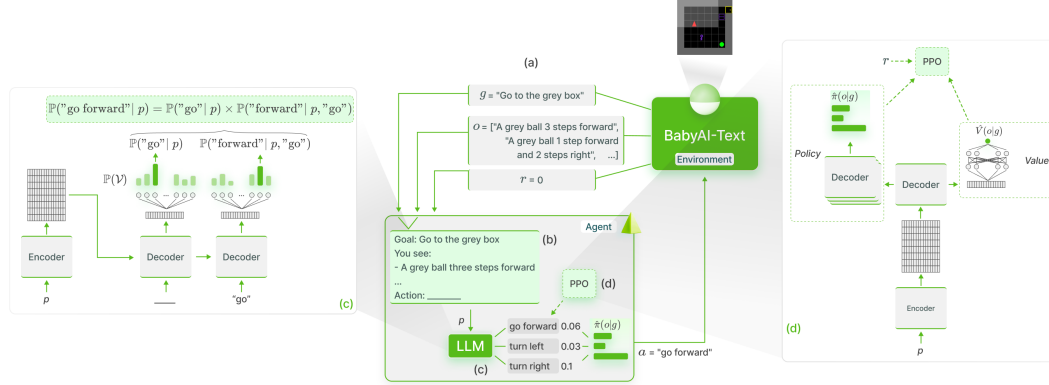 (a)
g = "Go to the grey box"
o = ["A grey ball 3 steps forward",
"A grey ball 1 step forward
and 2 steps right", ...]
r = 0
BabyAI-Text
Environment
Agent
Goal: Go to the grey box
You see:
- A grey ball three steps forward
...
Action: _______
(b)
PPO
(d)
p
LLM
(c)
go forward 0.06
turn left 0.03
turn right 0.1
π̂(o|g)
a = "go forward"
ℙ("go forward"| p) = ℙ("go"| p) × ℙ("forward"| p, "go")
ℙ("go"| p)
ℙ("forward"| p, "go")
ℙ(𝒱)
... ...
... ...
Encoder
Decoder
Decoder
p
____
"go"
(c)
r
PPO
π̂(o|g)
V̂(o|g)
Policy
Value
Decoder
Decoder
Encoder
p
(d)